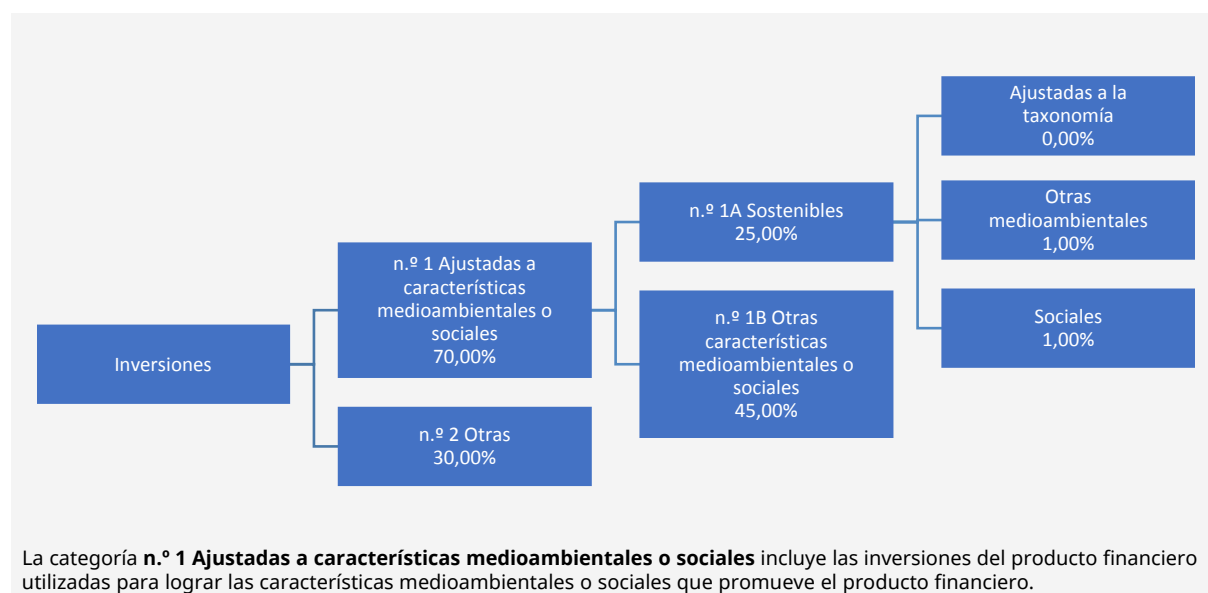 Inversiones
n.º 1 Ajustadas a
características
medioambientales o
sociales
70,00%
n.º 2 Otras
30,00%
n.º 1A Sostenibles
25,00%
n.º 1B Otras
características
medioambientales o
sociales
45,00%
Ajustadas a la
taxonomía
0,00%
Otras
medioambientales
1,00%
Sociales
1,00%
La categoría n.º 1 Ajustadas a características medioambientales o sociales incluye las inversiones del producto financiero
utilizadas para lograr las características medioambientales o sociales que promueve el producto financiero.